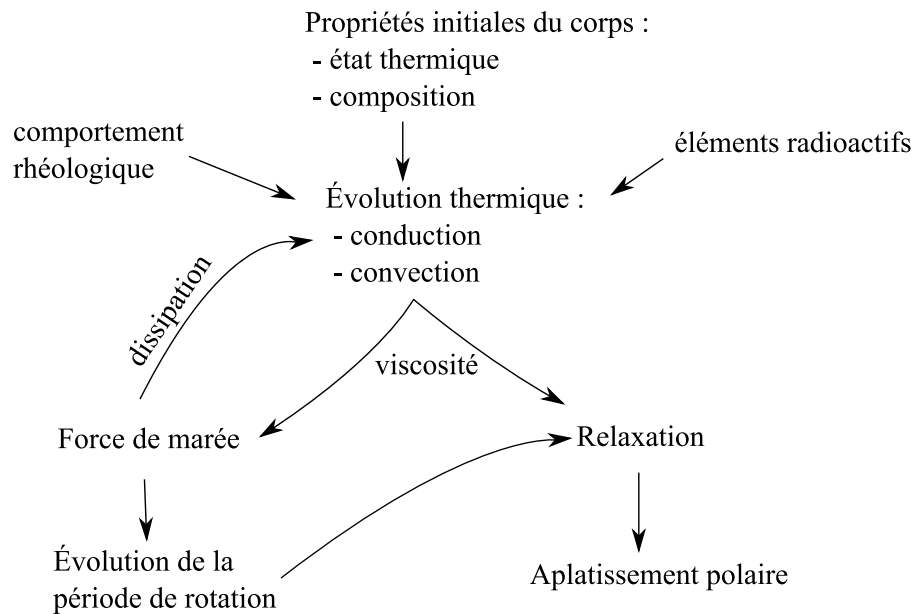 Propriétés initiales du corps :
- état thermique
- composition
comportement
rhéologique
éléments radioactifs
Évolution thermique :
- conduction
- convection
dissipation
viscosité
Force de marée
Relaxation
Évolution de la
période de rotation
Aplatissement polaire